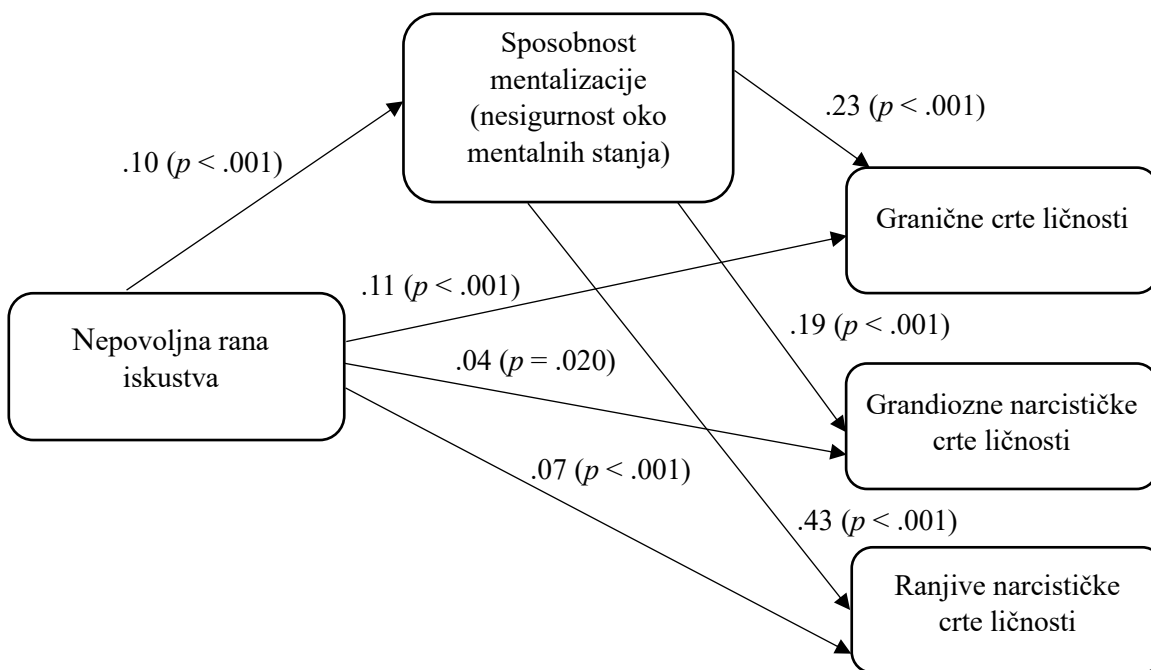 Sposobnost
mentalizacije
(nesigurnost oko
mentalnih stanja)
.23 (p < .001)
.10 (p < .001)
Granične crte ličnosti
.11 (p < .001)
.19 (p < .001)
Nepovoljna rana
iskustva
.04 (p = .020)
Grandiozne narcističke
crte ličnosti
.07 (p < .001)
.43 (p < .001)
Ranjive narcističke
crte ličnosti